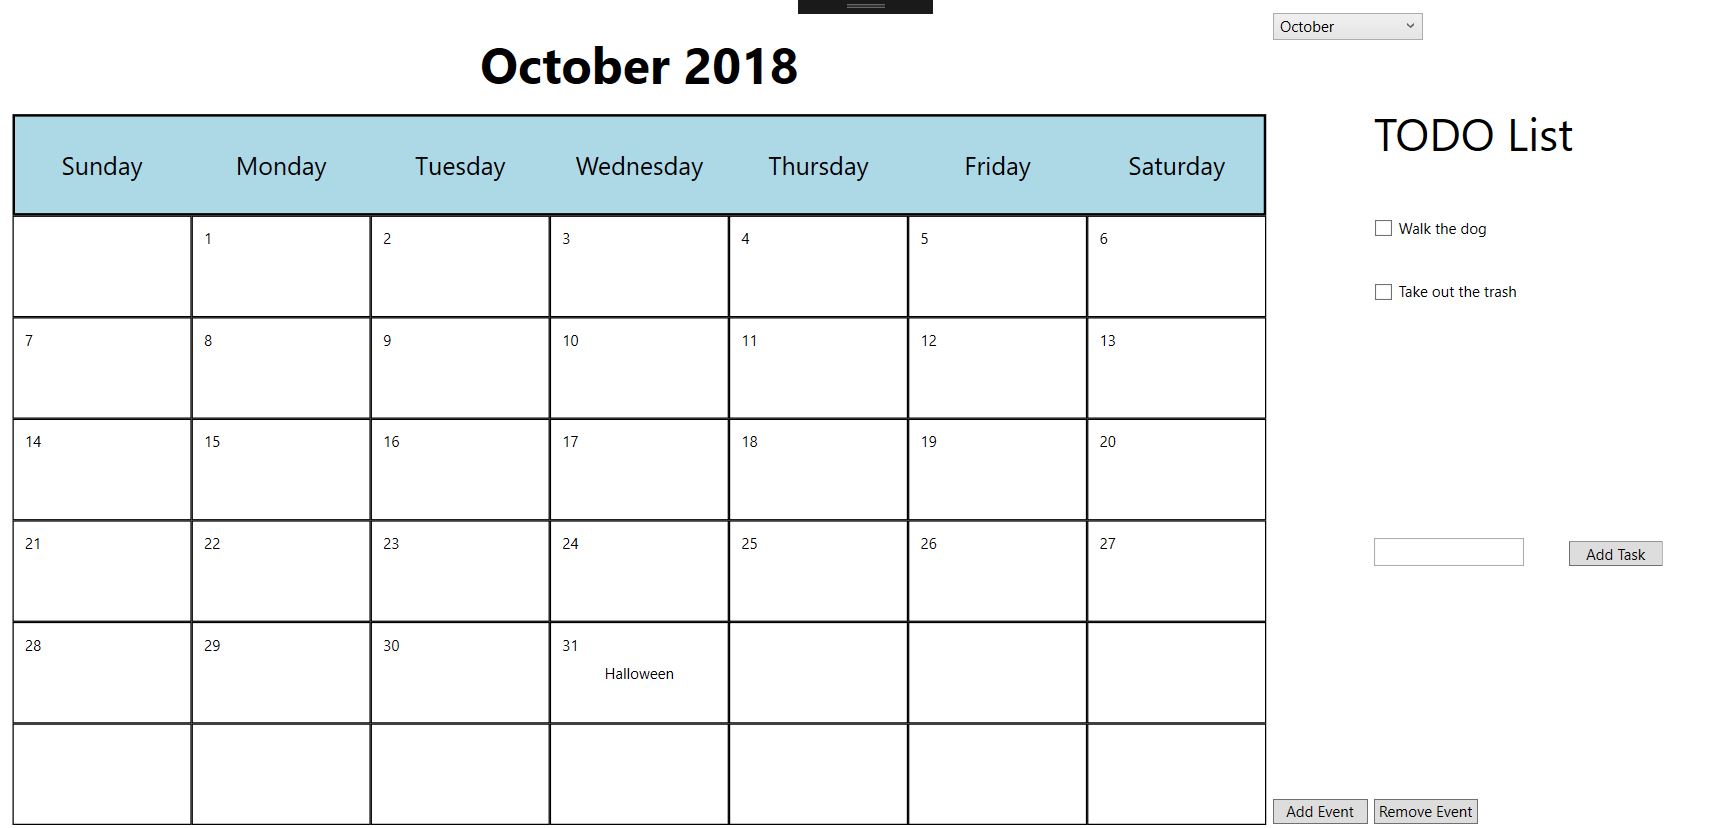 October
October 2018
TODO List
Sunday Monday Tuesday Wednesday Thursday Friday Saturday
1 2 3 4 5 6
Walk the dog
Take out the trash
7 8 9 10 11 12 13
14 15 16 17 18 19 20
21 22 23 24 25 26 27
Add Task
28 29 30 31
Halloween
Add Event Remove Event